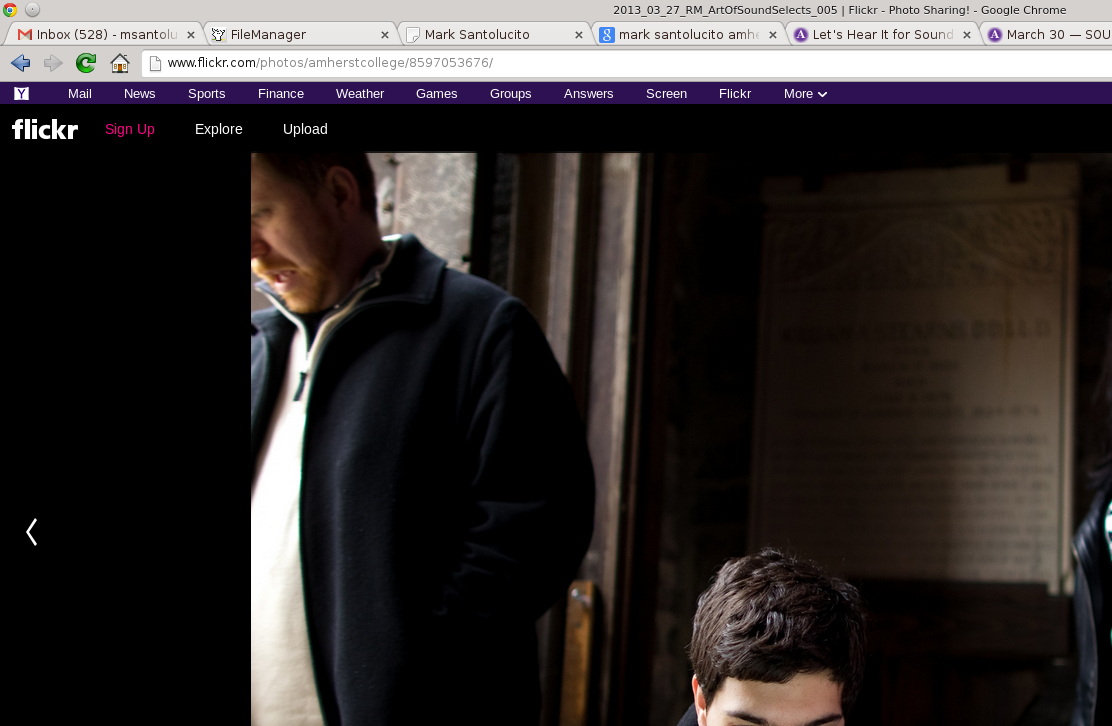 2013_03_27_RM_ArtOfSoundSelects_005 | Flickr - Photo Sharing! - Google Chrome
Inbox (528) - msantolu FileManager Mark Santolucito mark santolucito amhe Let's Hear It for Sound March 30 — SOU
www.flickr.com/photos/amherstcollege/8597053676/
Y! Mail News Sports Finance Weather Games Groups Answers Screen Flickr More
flickr Sign Up Explore Upload